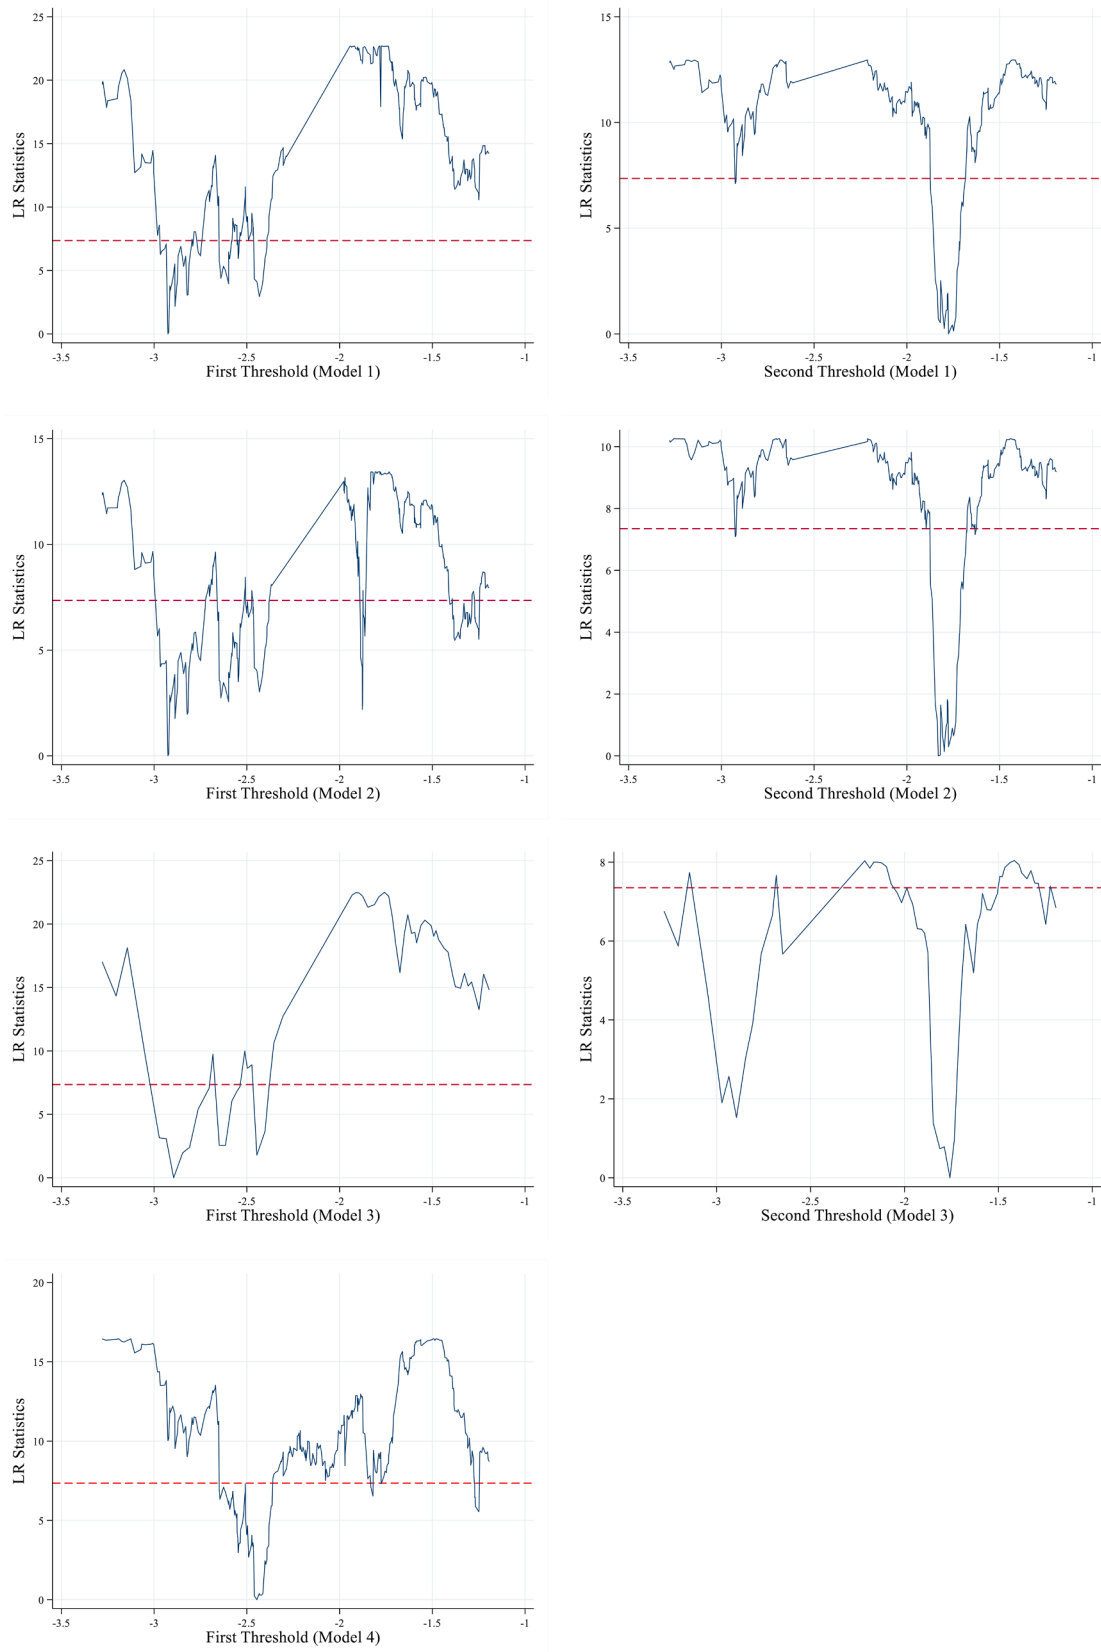 25
20
15
10
5
0
LR Statistics
-3.5 -3 -2.5 -2 -1.5 -1
First Threshold (Model 1)
15
10
5
0
LR Statistics
-3.5 -3 -2.5 -2 -1.5 -1
Second Threshold (Model 1)
15
10
5
0
LR Statistics
-3.5 -3 -2.5 -2 -1.5 -1
First Threshold (Model 2)
10
8
6
4
2
0
LR Statistics
-3.5 -3 -2.5 -2 -1.5 -1
Second Threshold (Model 2)
25
20
15
10
5
0
LR Statistics
-3.5 -3 -2.5 -2 -1.5 -1
First Threshold (Model 3)
8
6
4
2
0
LR Statistics
-3.5 -3 -2.5 -2 -1.5 -1
Second Threshold (Model 3)
20
15
10
5
0
LR Statistics
-3.5 -3 -2.5 -2 -1.5 -1
First Threshold (Model 4)